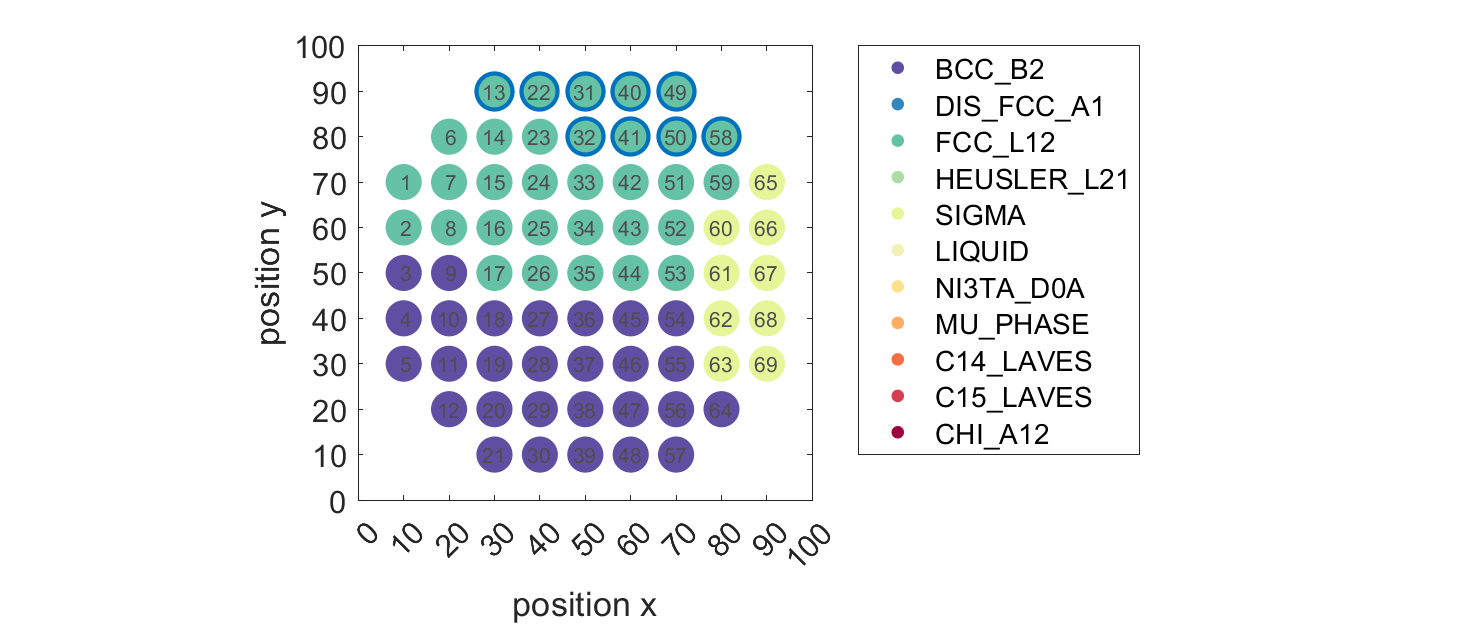 100
90
80
70
60
50
40
30
20
10
0
position y
13 22 31 40 49
6 14 23 32 41 50 58
1 7 15 24 33 42 51 59 65
2 8 16 25 34 43 52 60 66
3 9 17 26 35 44 53 61 67
4 10 18 27 36 45 54 62 68
5 11 19 28 37 46 55 63 69
12 20 29 38 47 56 64
21 30 39 48 57
0 10 20 30 40 50 60 70 80 90 100
position x
BCC_B2
DIS_FCC_A1
FCC_L12
HEUSLER_L21
SIGMA
LIQUID
NI3TA_D0A
MU_PHASE
C14_LAVES
C15_LAVES
CHI_A12